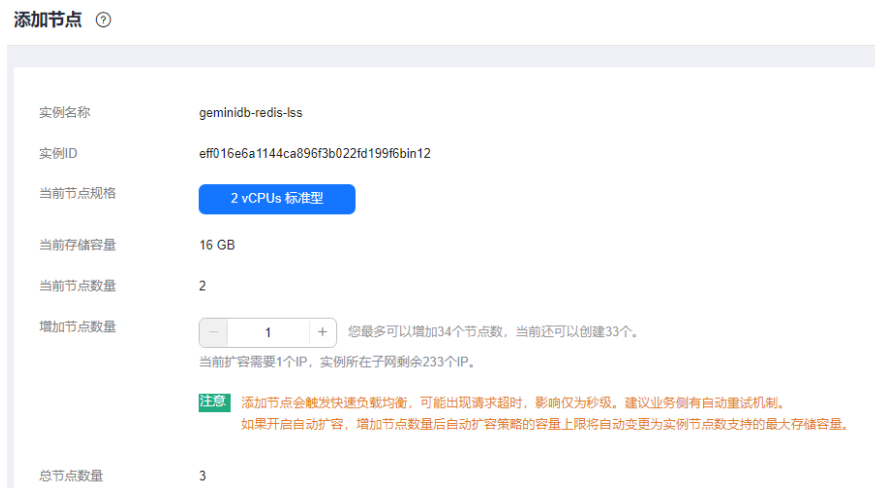 添加节点 ?
实例名称 geminidb-redis-lss
实例ID eff016e6a1144ca896f3b022fd199f6bin12
当前节点规格 2 vCPUs 标准型
当前存储容量 16 GB
当前节点数量 2
增加节点数量 − 1 + 您最多可以增加34个节点数，当前还可以创建33个。
当前扩容需要1个IP，实例所在子网剩余233个IP。
注意 添加节点会触发快速负载均衡，可能出现请求超时，影响仅为秒级。建议业务侧有自动重试机制。
如果开启自动扩容，增加节点数量后自动扩容策略的容量上限将自动变更为实例节点数支持的最大存储容量。
总节点数量 3